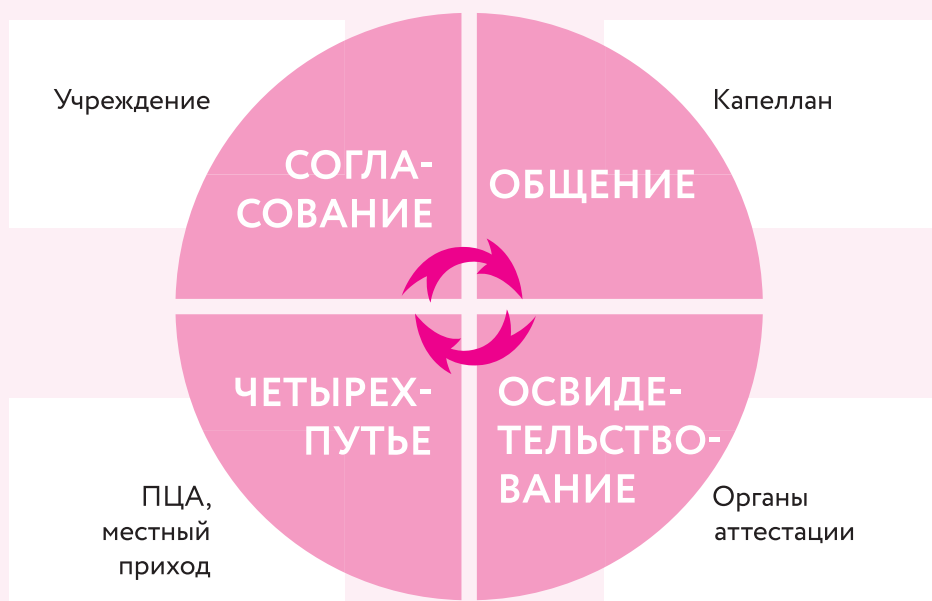 Учреждение
Капеллан
СОГЛА-
СОВАНИЕ
ОБЩЕНИЕ
ЧЕТЫРЕХ-
ПУТЬЕ
ОСВИДЕ-
ТЕЛЬСТВО-
ВАНИЕ
ПЦА,
местный
приход
Органы
аттестации